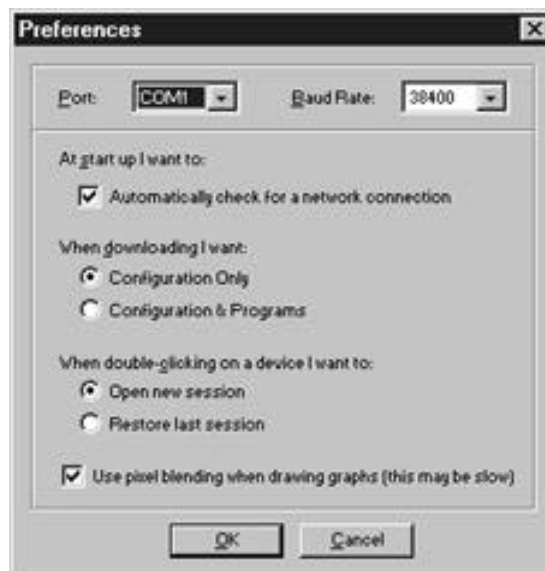 Preferences
Port: COM1 Baud Rate: 38400
At start up I want to:
Automatically check for a network connection
When downloading I want:
Configuration Only
Configuration & Programs
When double-clicking on a device I want to:
Open new session
Restore last session
Use pixel blending when drawing graphs (this may be slow)
OK Cancel